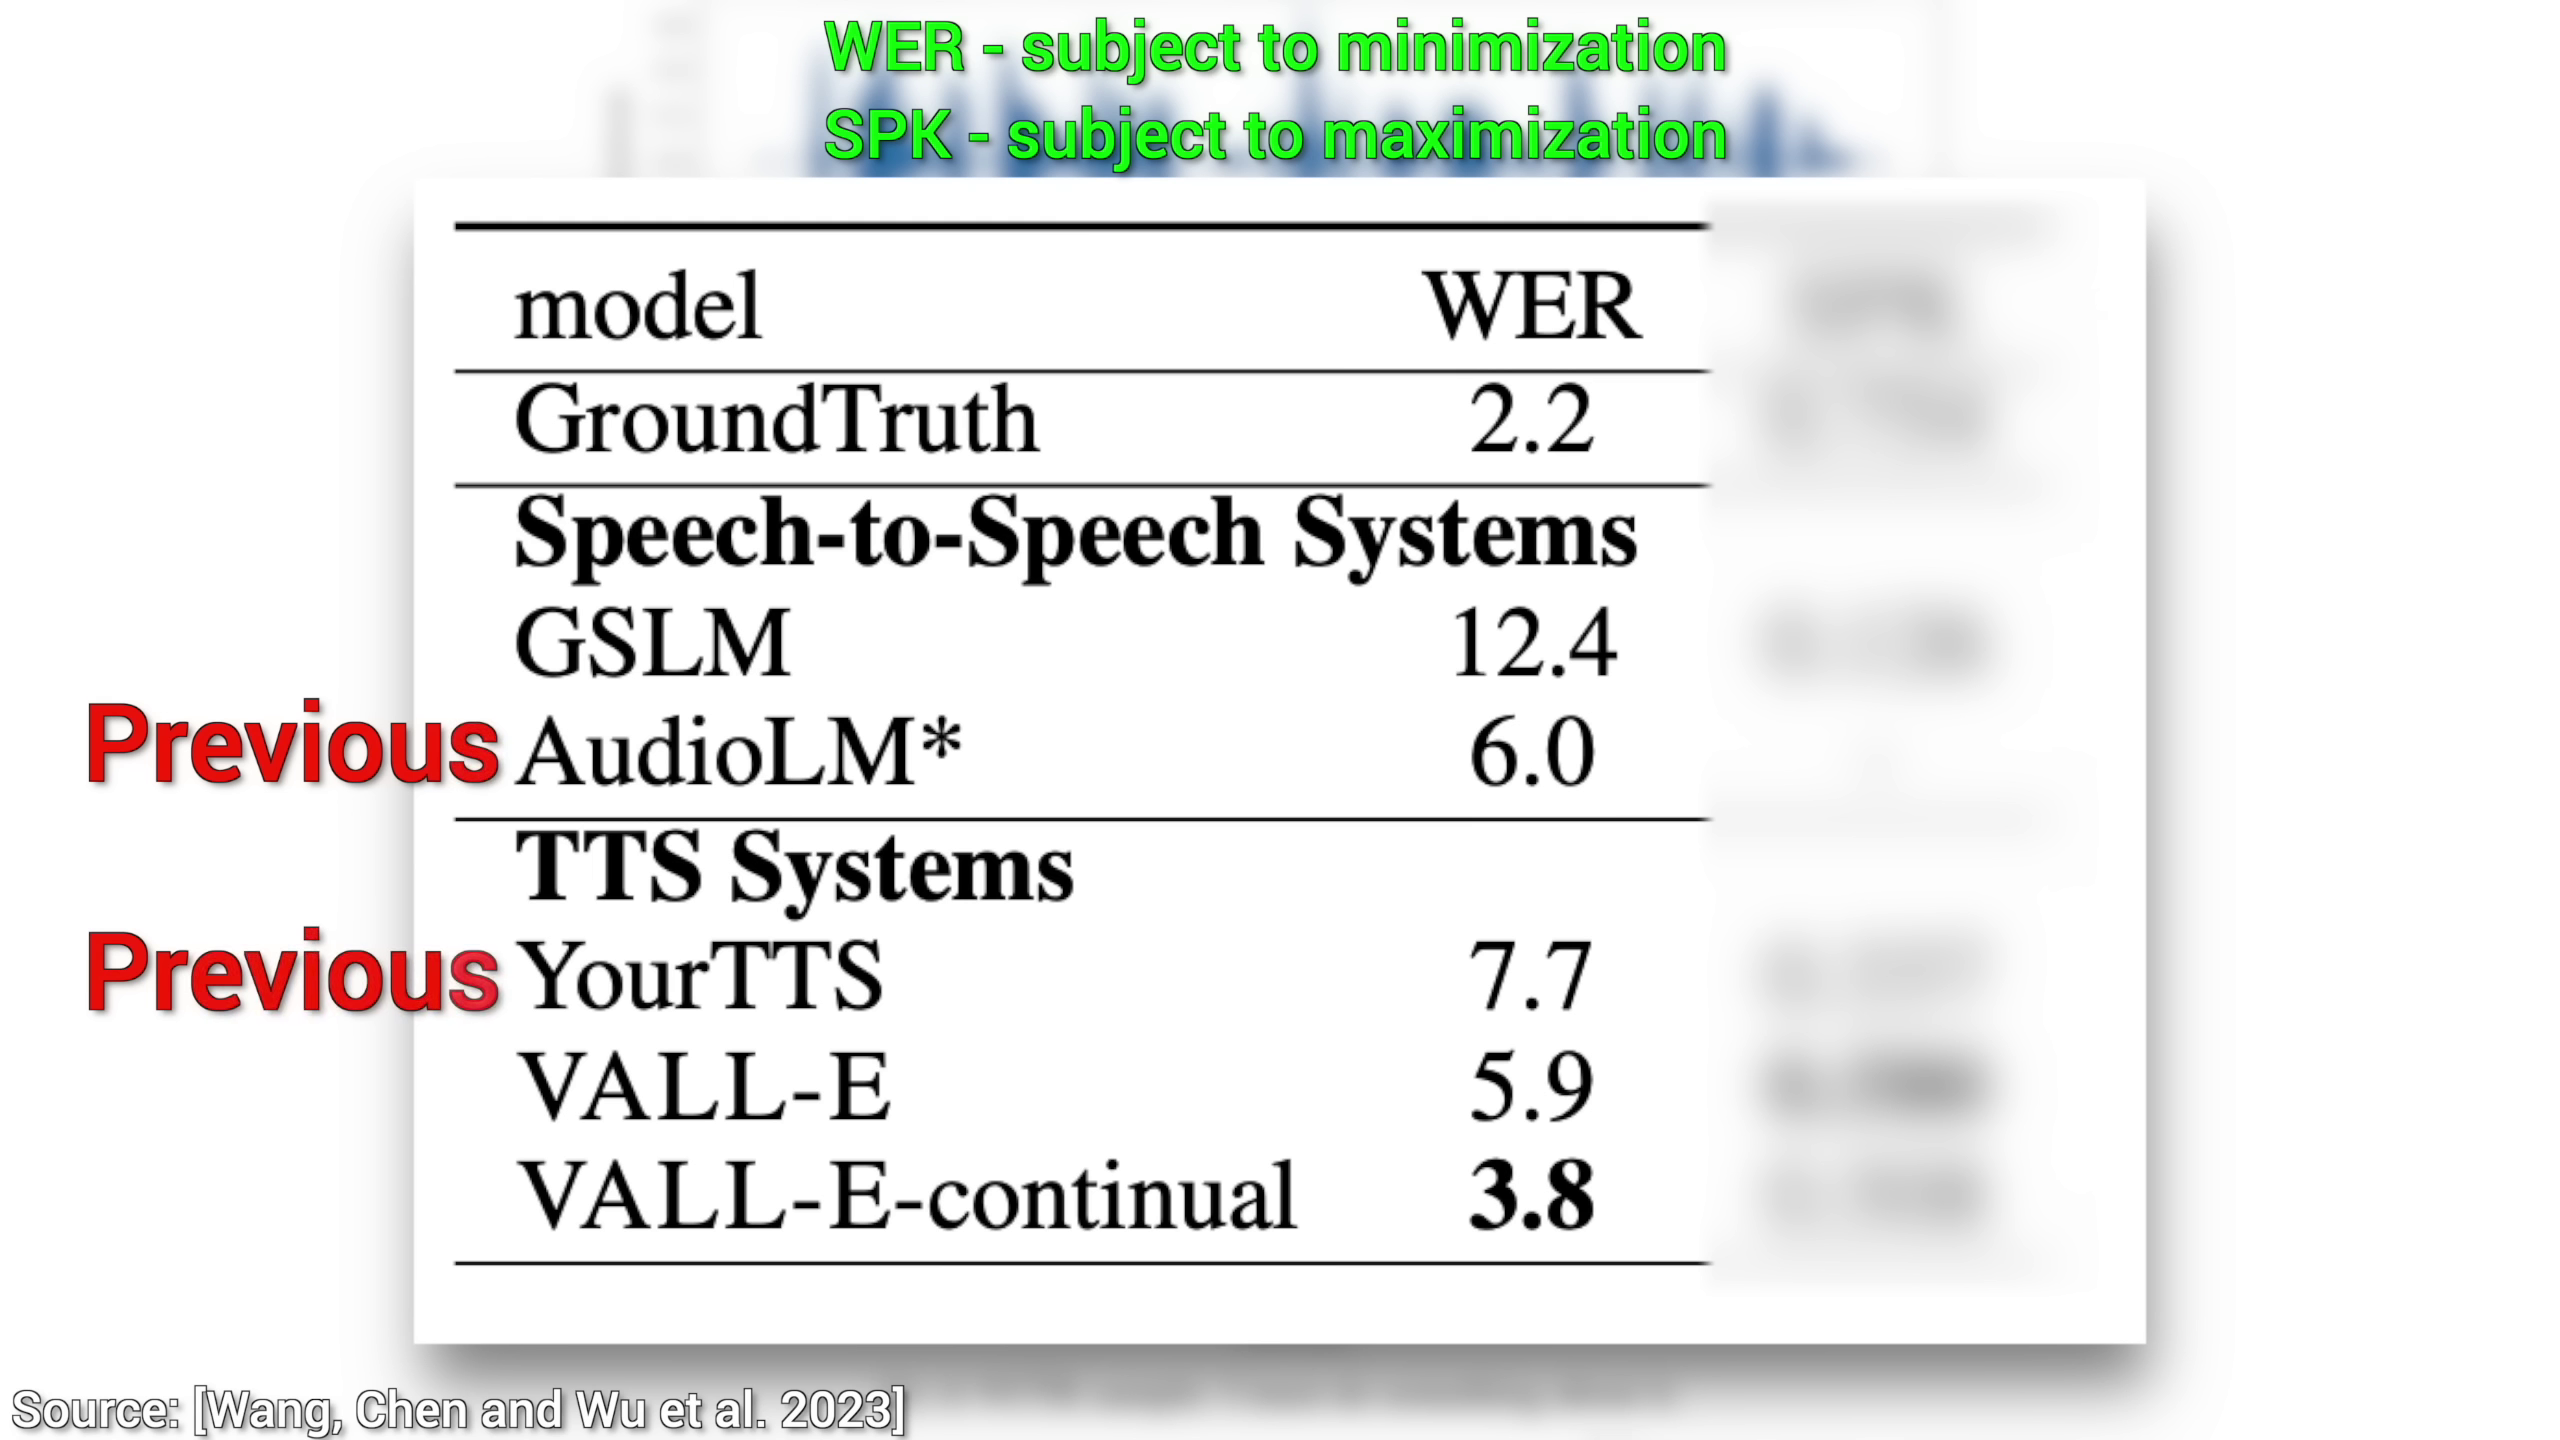 WER - subject to minimization
SPK - subject to maximization
model WER
GroundTruth 2.2
Speech-to-Speech Systems
GSLM 12.4
Previous AudioLM* 6.0
TTS Systems
Previous YourTTS 7.7
VALL-E 5.9
VALL-E-continual 3.8
Source: [Wang, Chen and Wu et al. 2023]